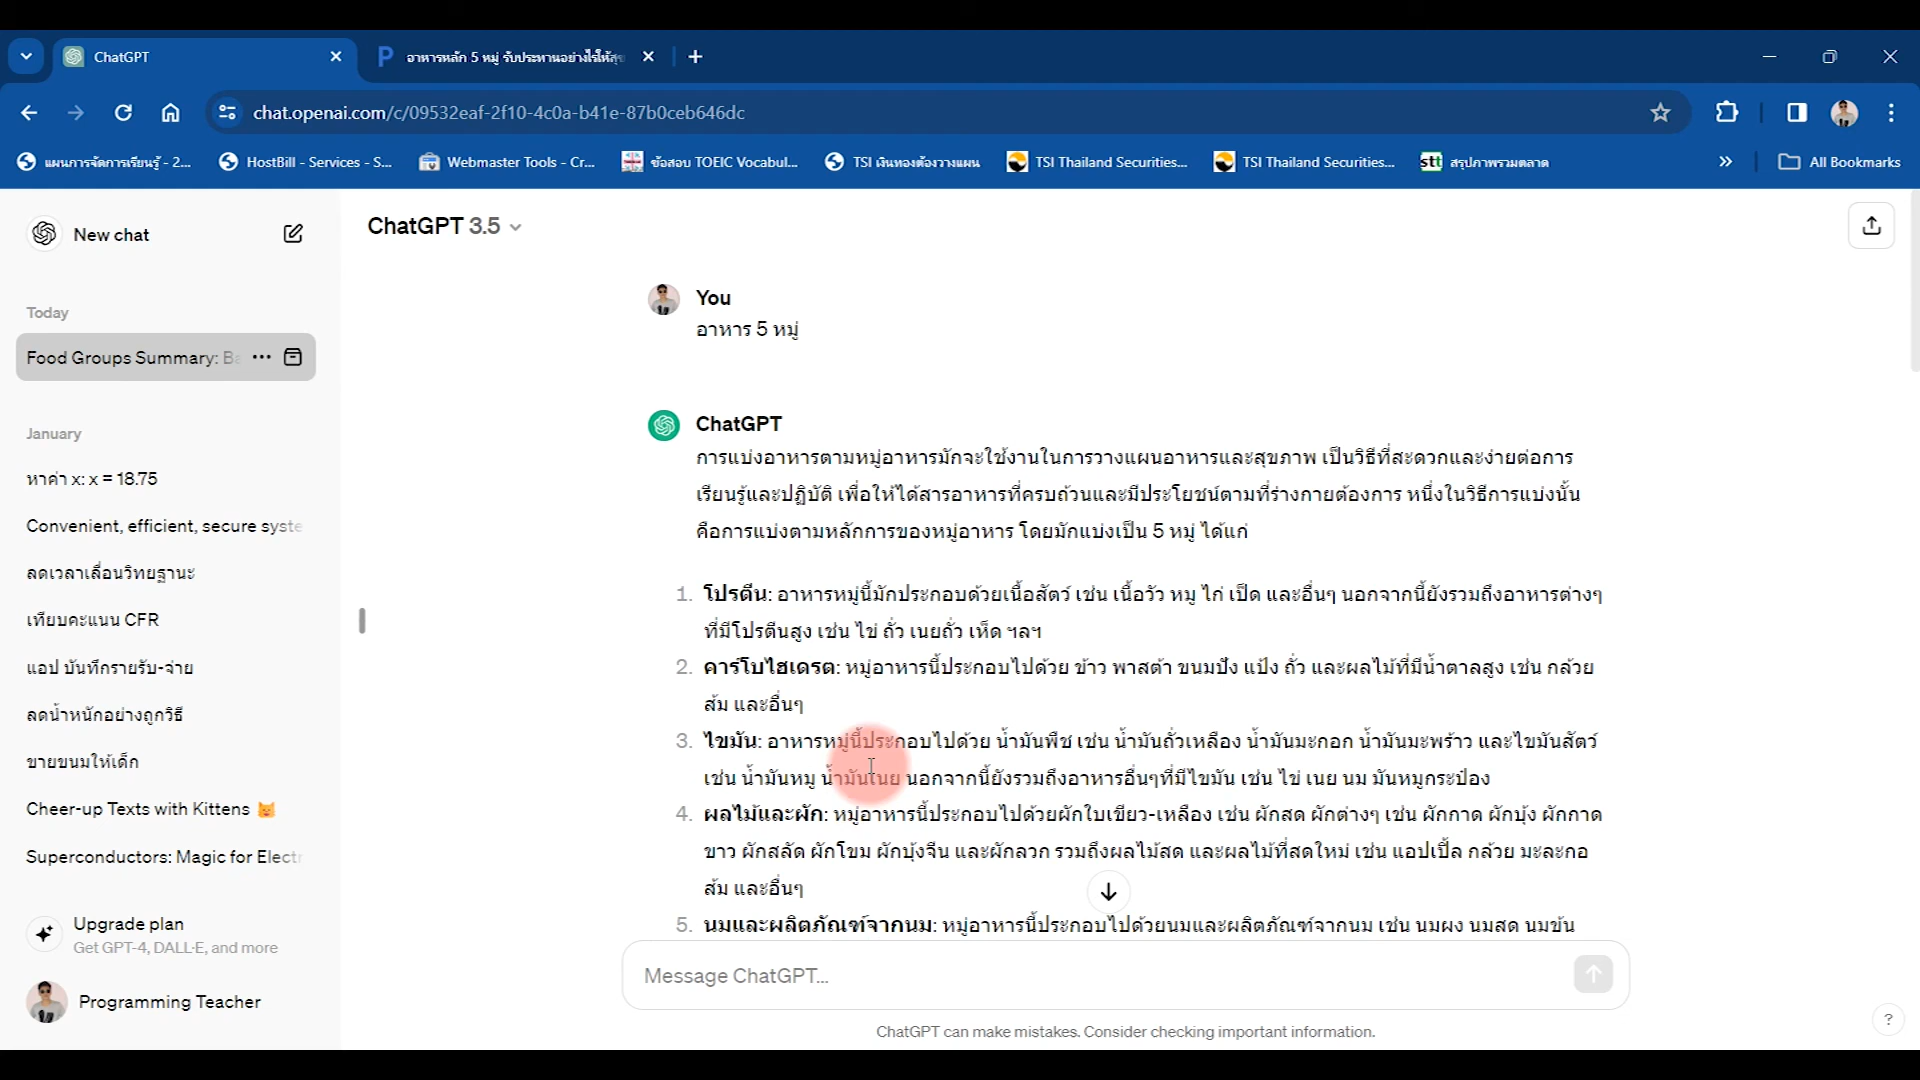 ChatGPT
อาหารหลัก 5 หมู่ รับประทานอย่างไรให้สุข
chat.openai.com/c/09532eaf-2f10-4c0a-b41e-87b0ceb646dc
แผนการจัดการเรียนรู้ - 2...
HostBill - Services - S...
Webmaster Tools - Cr...
ข้อสอบ TOEIC Vocabul...
TSI เงินทองต้องวางแผน
TSI Thailand Securities...
TSI Thailand Securities...
stt สรุปภาพรวมตลาด
All Bookmarks
New chat
ChatGPT 3.5
Today
Food Groups Summary: Ba
January
หาค่า x: x = 18.75
Convenient, efficient, secure syste
ลดเวลาเลื่อนวิทยฐานะ
เทียบคะแนน CFR
แอป บันทึกรายรับ-จ่าย
ลดน้ำหนักอย่างถูกวิธี
ขายขนมให้เด็ก
Cheer-up Texts with Kittens 😺
Superconductors: Magic for Electr
Upgrade plan
Get GPT-4, DALL·E, and more
Programming Teacher
You
อาหาร 5 หมู่
ChatGPT
การแบ่งอาหารตามหมู่อาหารมักจะใช้งานในการวางแผนอาหารและสุขภาพ เป็นวิธีที่สะดวกและง่ายต่อการ
เรียนรู้และปฏิบัติ เพื่อให้ได้สารอาหารที่ครบถ้วนและมีประโยชน์ตามที่ร่างกายต้องการ หนึ่งในวิธีการแบ่งนั้น
คือการแบ่งตามหลักการของหมู่อาหาร โดยมักแบ่งเป็น 5 หมู่ ได้แก่
1. โปรตีน: อาหารหมู่นี้มักประกอบด้วยเนื้อสัตว์ เช่น เนื้อวัว หมู ไก่ เป็ด และอื่นๆ นอกจากนี้ยังรวมถึงอาหารต่างๆ
ที่มีโปรตีนสูง เช่น ไข่ ถั่ว เนยถั่ว เห็ด ฯลฯ
2. คาร์โบไฮเดรต: หมู่อาหารนี้ประกอบไปด้วย ข้าว พาสต้า ขนมปัง แป้ง ถั่ว และผลไม้ที่มีน้ำตาลสูง เช่น กล้วย
ส้ม และอื่นๆ
3. ไขมัน: อาหารหมู่นี้ประกอบไปด้วย น้ำมันพืช เช่น น้ำมันถั่วเหลือง น้ำมันมะกอก น้ำมันมะพร้าว และไขมันสัตว์
เช่น น้ำมันหมู น้ำมันเนย นอกจากนี้ยังรวมถึงอาหารอื่นๆที่มีไขมัน เช่น ไข่ เนย นม มันหมูกระป๋อง
4. ผลไม้และผัก: หมู่อาหารนี้ประกอบไปด้วยผักใบเขียว-เหลือง เช่น ผักสด ผักต่างๆ เช่น ผักกาด ผักบุ้ง ผักกาด
ขาว ผักสลัด ผักโขม ผักบุ้งจีน และผักลวก รวมถึงผลไม้สด และผลไม้ที่สดใหม่ เช่น แอปเปิ้ล กล้วย มะละกอ
ส้ม และอื่นๆ
5. นมและผลิตภัณฑ์จากนม: หมู่อาหารนี้ประกอบไปด้วยนมและผลิตภัณฑ์จากนม เช่น นมผง นมสด นมข้น
Message ChatGPT...
ChatGPT can make mistakes. Consider checking important information.
?